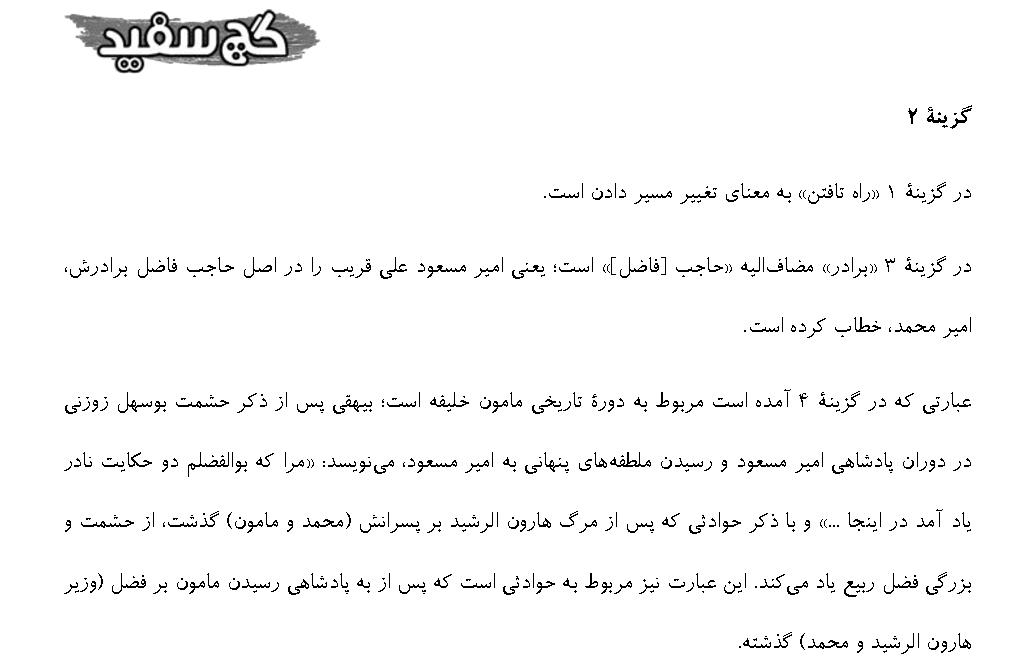 گچ سفید
گزینهٔ ۲
در گزینهٔ ۱ «راه تافتن» به معنای تغییر مسیر دادن است.
در گزینهٔ ۳ «برادر» مضاف‌الیه «حاجب [فاضل]» است؛ یعنی امیر مسعود علی قریب را در اصل حاجب فاضل برادرش،
امیر محمد، خطاب کرده است.
عبارتی که در گزینهٔ ۴ آمده است مربوط به دورهٔ تاریخی مامون خلیفه است؛ بیهقی پس از ذکر حشمت بوسهل زوزنی
در دوران پادشاهی امیر مسعود و رسیدن ملطفه‌های پنهانی به امیر مسعود، می‌نویسد: «مرا که بوالفضلم دو حکایت نادر
یاد آمد در اینجا ...» و با ذکر حوادثی که پس از مرگ هارون الرشید بر پسرانش (محمد و مامون) گذشت، از حشمت و
بزرگی فضل ربیع یاد می‌کند. این عبارت نیز مربوط به حوادثی است که پس از به پادشاهی رسیدن مامون بر فضل (وزیر
هارون الرشید و محمد) گذشته.